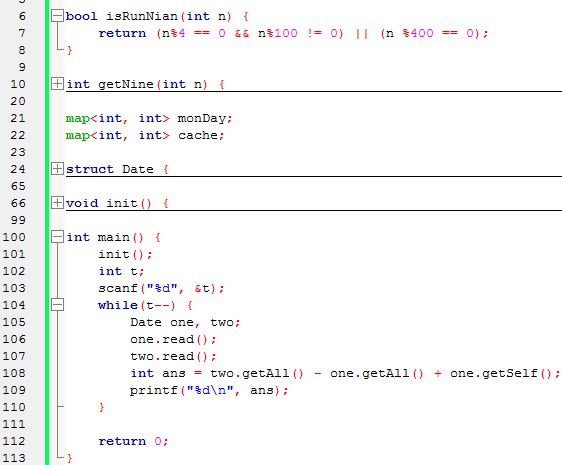 6 bool isRunNian(int n) {
7 return (n%4 == 0 && n%100 != 0) || (n %400 == 0);
8 }
9
10 int getNine(int n) {
20
21 map<int, int> monDay;
22 map<int, int> cache;
23
24 struct Date {
65
66 void init() {
99
100 int main() {
101 init();
102 int t;
103 scanf("%d", &t);
104 while(t--) {
105 Date one, two;
106 one.read();
107 two.read();
108 int ans = two.getAll() - one.getAll() + one.getSelf();
109 printf("%d\n", ans);
110 }
111
112 return 0;
113 }